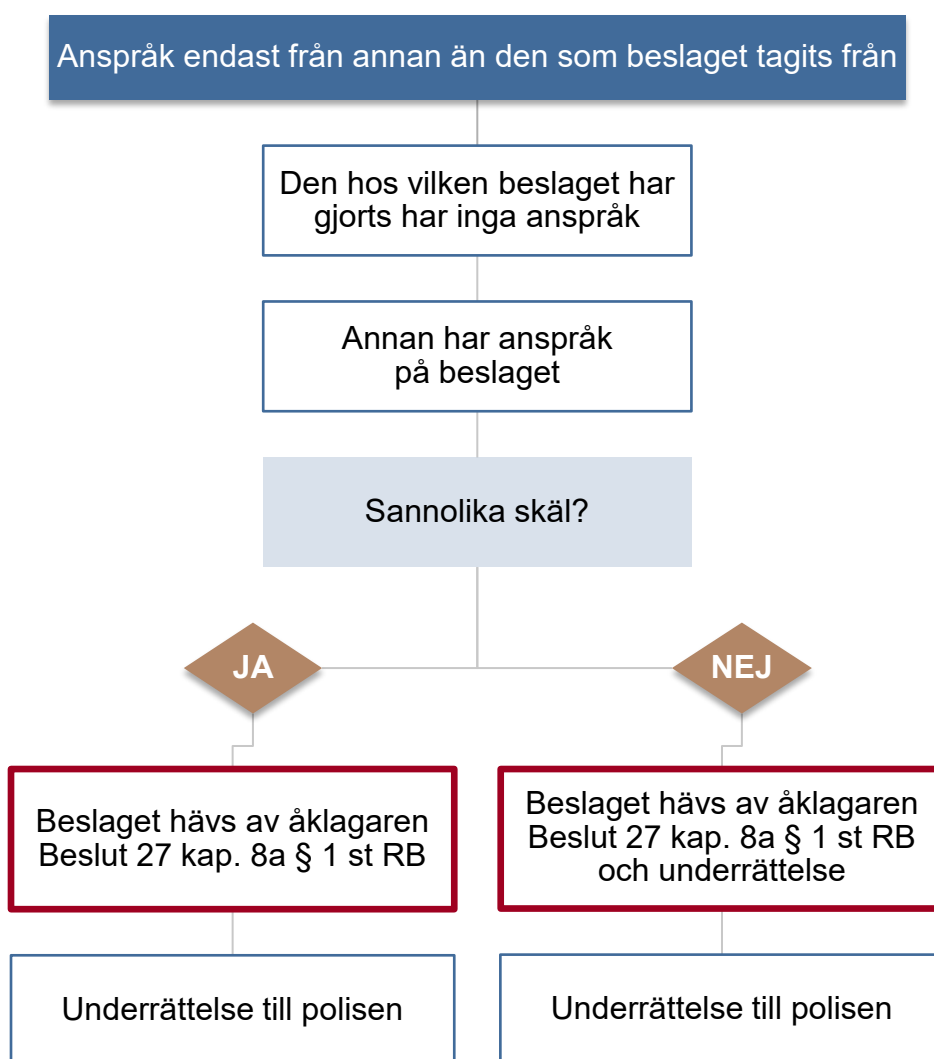 Anspråk endast från annan än den som beslaget tagits från
Den hos vilken beslaget har
gjorts har inga anspråk
Annan har anspråk
på beslaget
Sannolika skäl?
JA
NEJ
Beslaget hävs av åklagaren
Beslut 27 kap. 8a § 1 st RB
Beslaget hävs av åklagaren
Beslut 27 kap. 8a § 1 st RB
och underrättelse
Underrättelse till polisen
Underrättelse till polisen